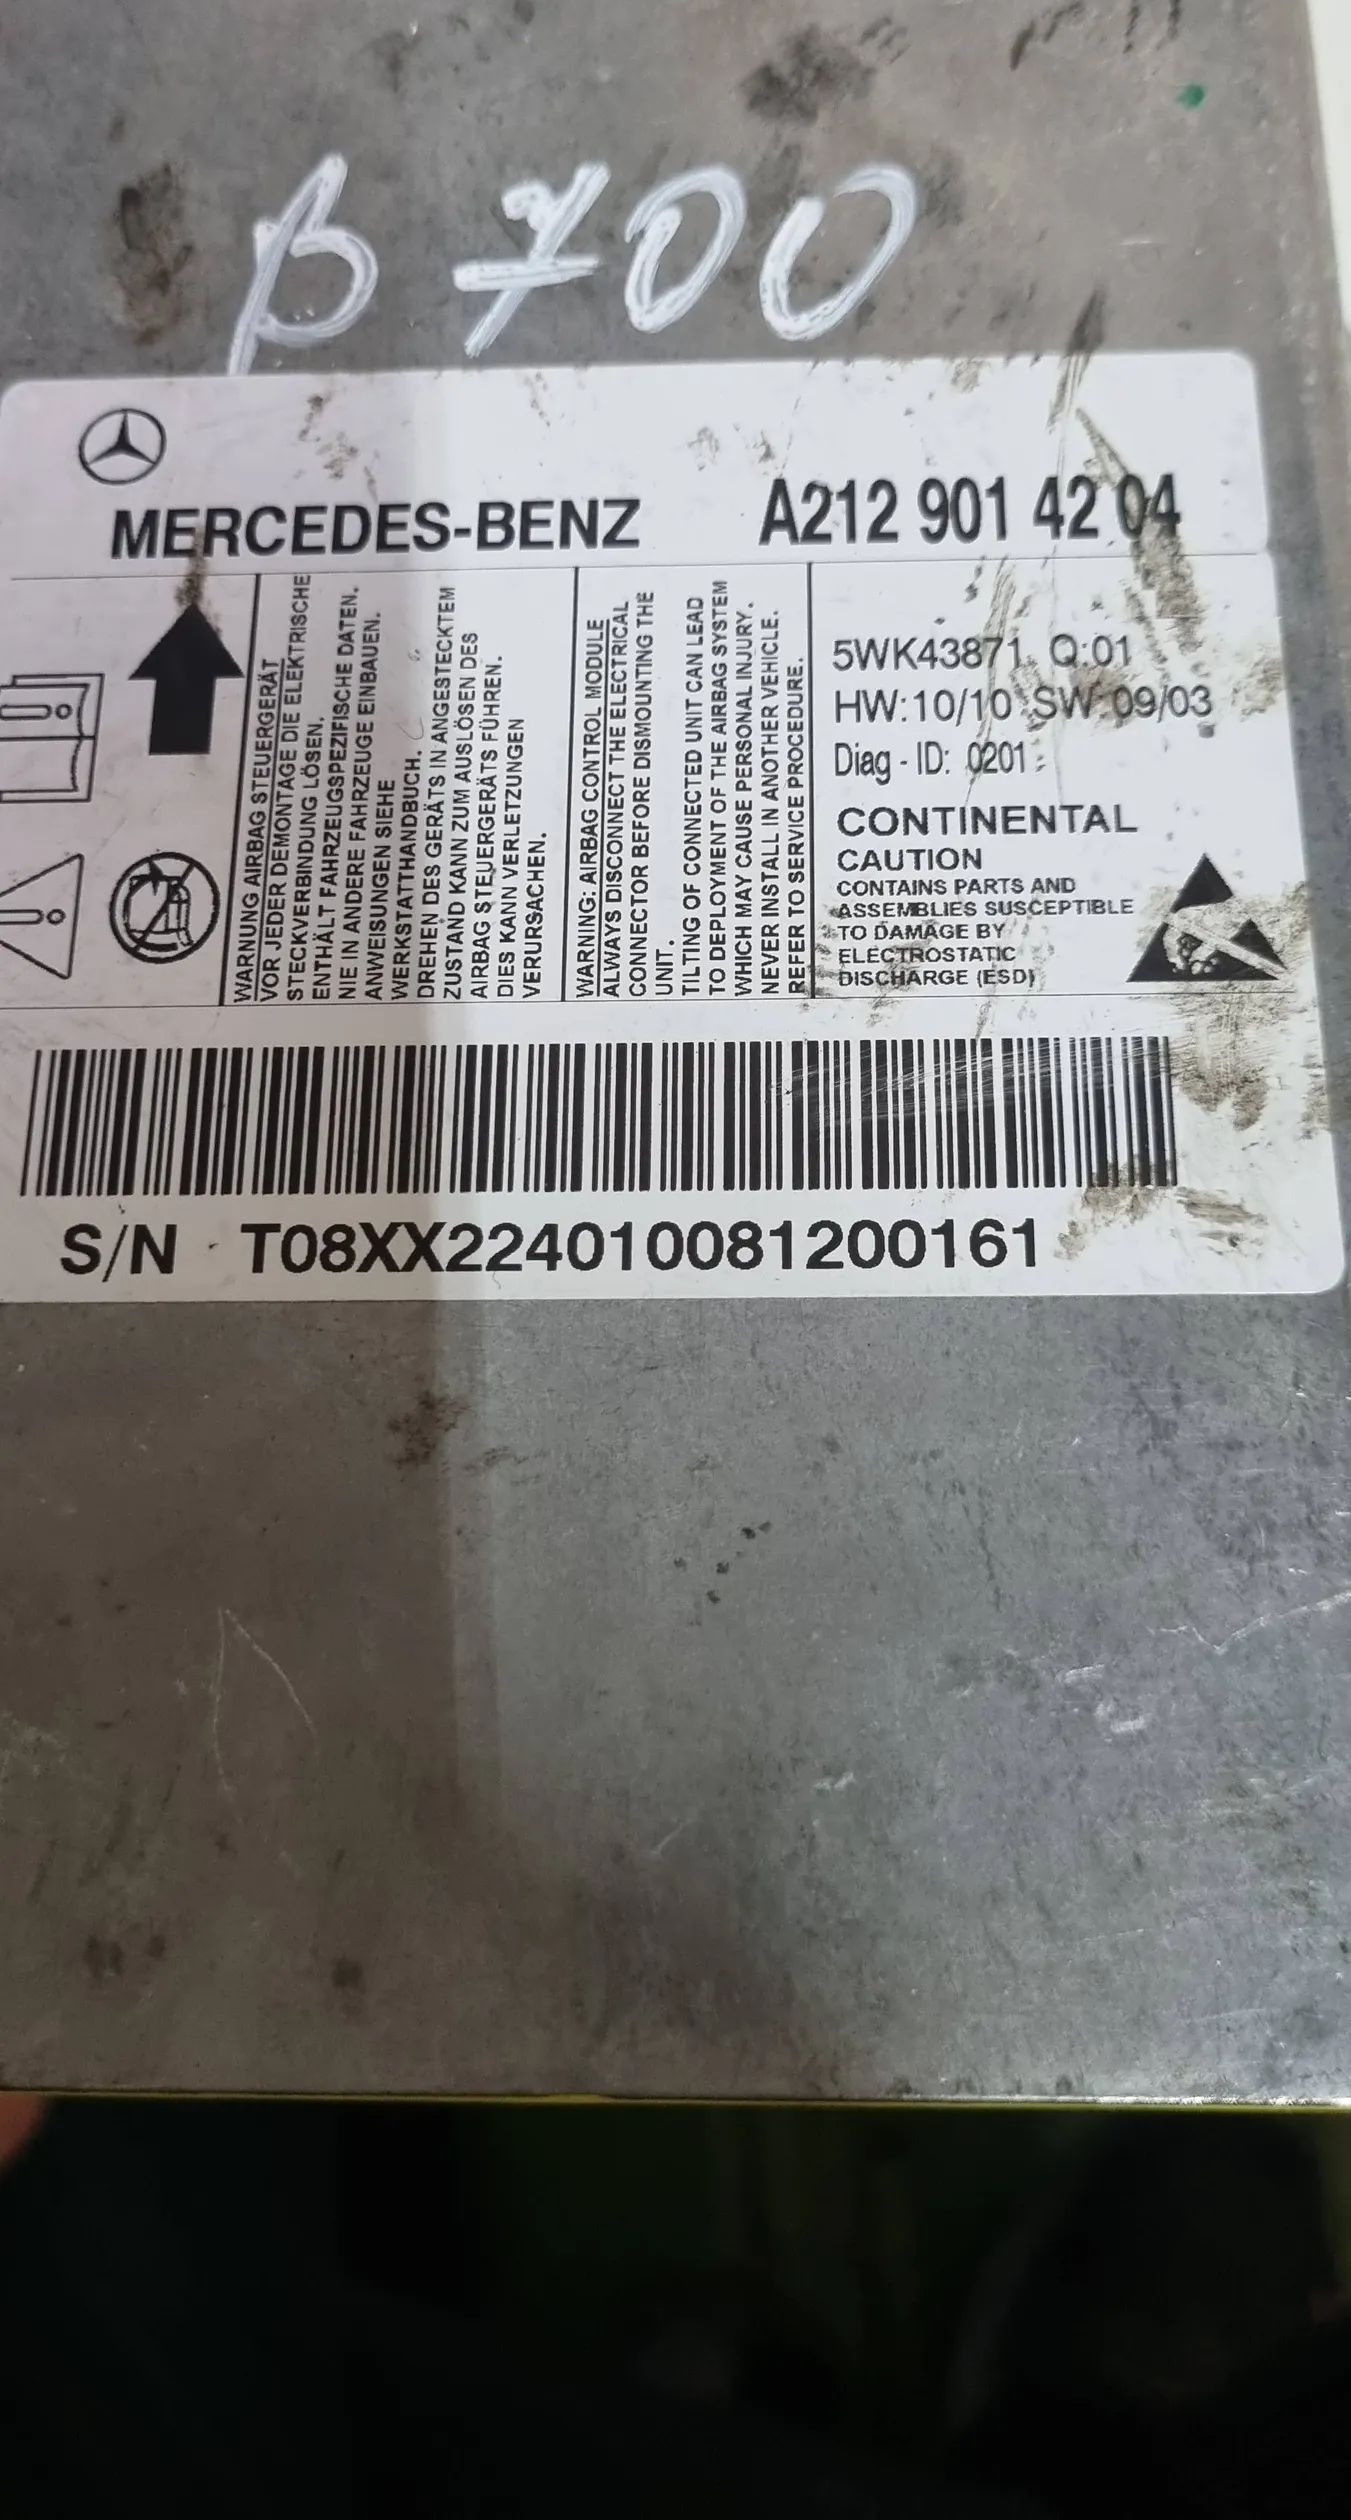 β 700
MERCEDES-BENZ A212 901 42 04
WARNUNG AIRBAG STEUERGERÄT
VOR JEDER DEMONTAGE DIE ELEKTRISCHE
STECKVERBINDUNG LÖSEN.
ENTHÄLT FAHRZEUGSPEZIFISCHE DATEN.
NIE IN ANDERE FAHRZEUGE EINBAUEN.
ANWEISUNGEN SIEHE
WERKSTATTHANDBUCH.
DREHEN DES GERÄTS IN ANGESTECKTEM
ZUSTAND KANN ZUM AUSLÖSEN DES
AIRBAG STEUERGERÄTS FÜHREN.
DIES KANN VERLETZUNGEN
VERURSACHEN.
WARNING: AIRBAG CONTROL MODULE
ALWAYS DISCONNECT THE ELECTRICAL
CONNECTOR BEFORE DISMOUNTING THE
UNIT.
TILTING OF CONNECTED UNIT CAN LEAD
TO DEPLOYMENT OF THE AIRBAG SYSTEM
WHICH MAY CAUSE PERSONAL INJURY.
NEVER INSTALL IN ANOTHER VEHICLE.
REFER TO SERVICE PROCEDURE.
5WK43871 Q:01
HW:10/10 SW:09/03
Diag - ID: 0201
CONTINENTAL
CAUTION
CONTAINS PARTS AND
ASSEMBLIES SUSCEPTIBLE
TO DAMAGE BY
ELECTROSTATIC
DISCHARGE (ESD)
S/N T08XX224010081200161